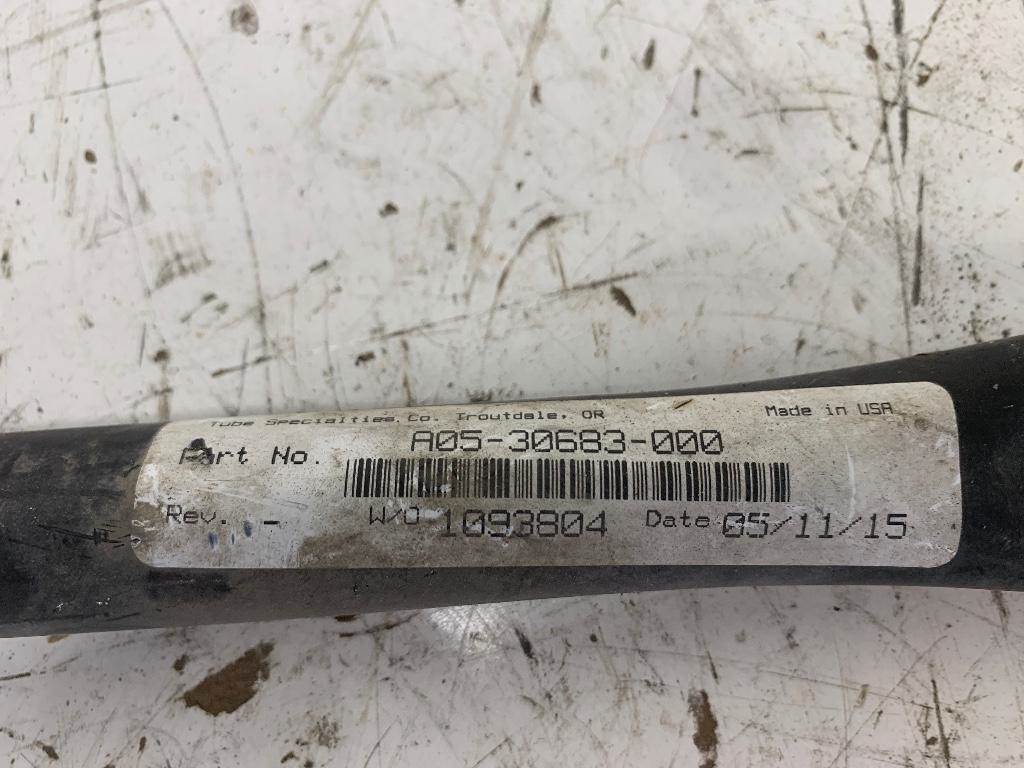 Tube Specialties Co. Troutdale, OR Made in USA
Part No. A05-30683-000
Rev. - W/O 1093804 Date 05/11/15